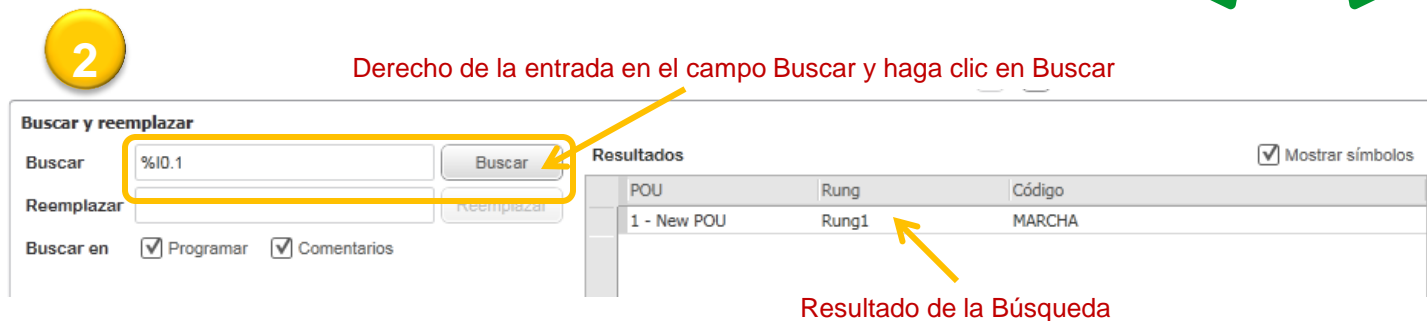 2
Derecho de la entrada en el campo Buscar y haga clic en Buscar
Buscar y reemplazar
Buscar %I0.1 Buscar
Reemplazar Reemplazar
Buscar en Programar Comentarios
Resultados Mostrar símbolos
POU Rung Código
1 - New POU Rung1 MARCHA
Resultado de la Búsqueda